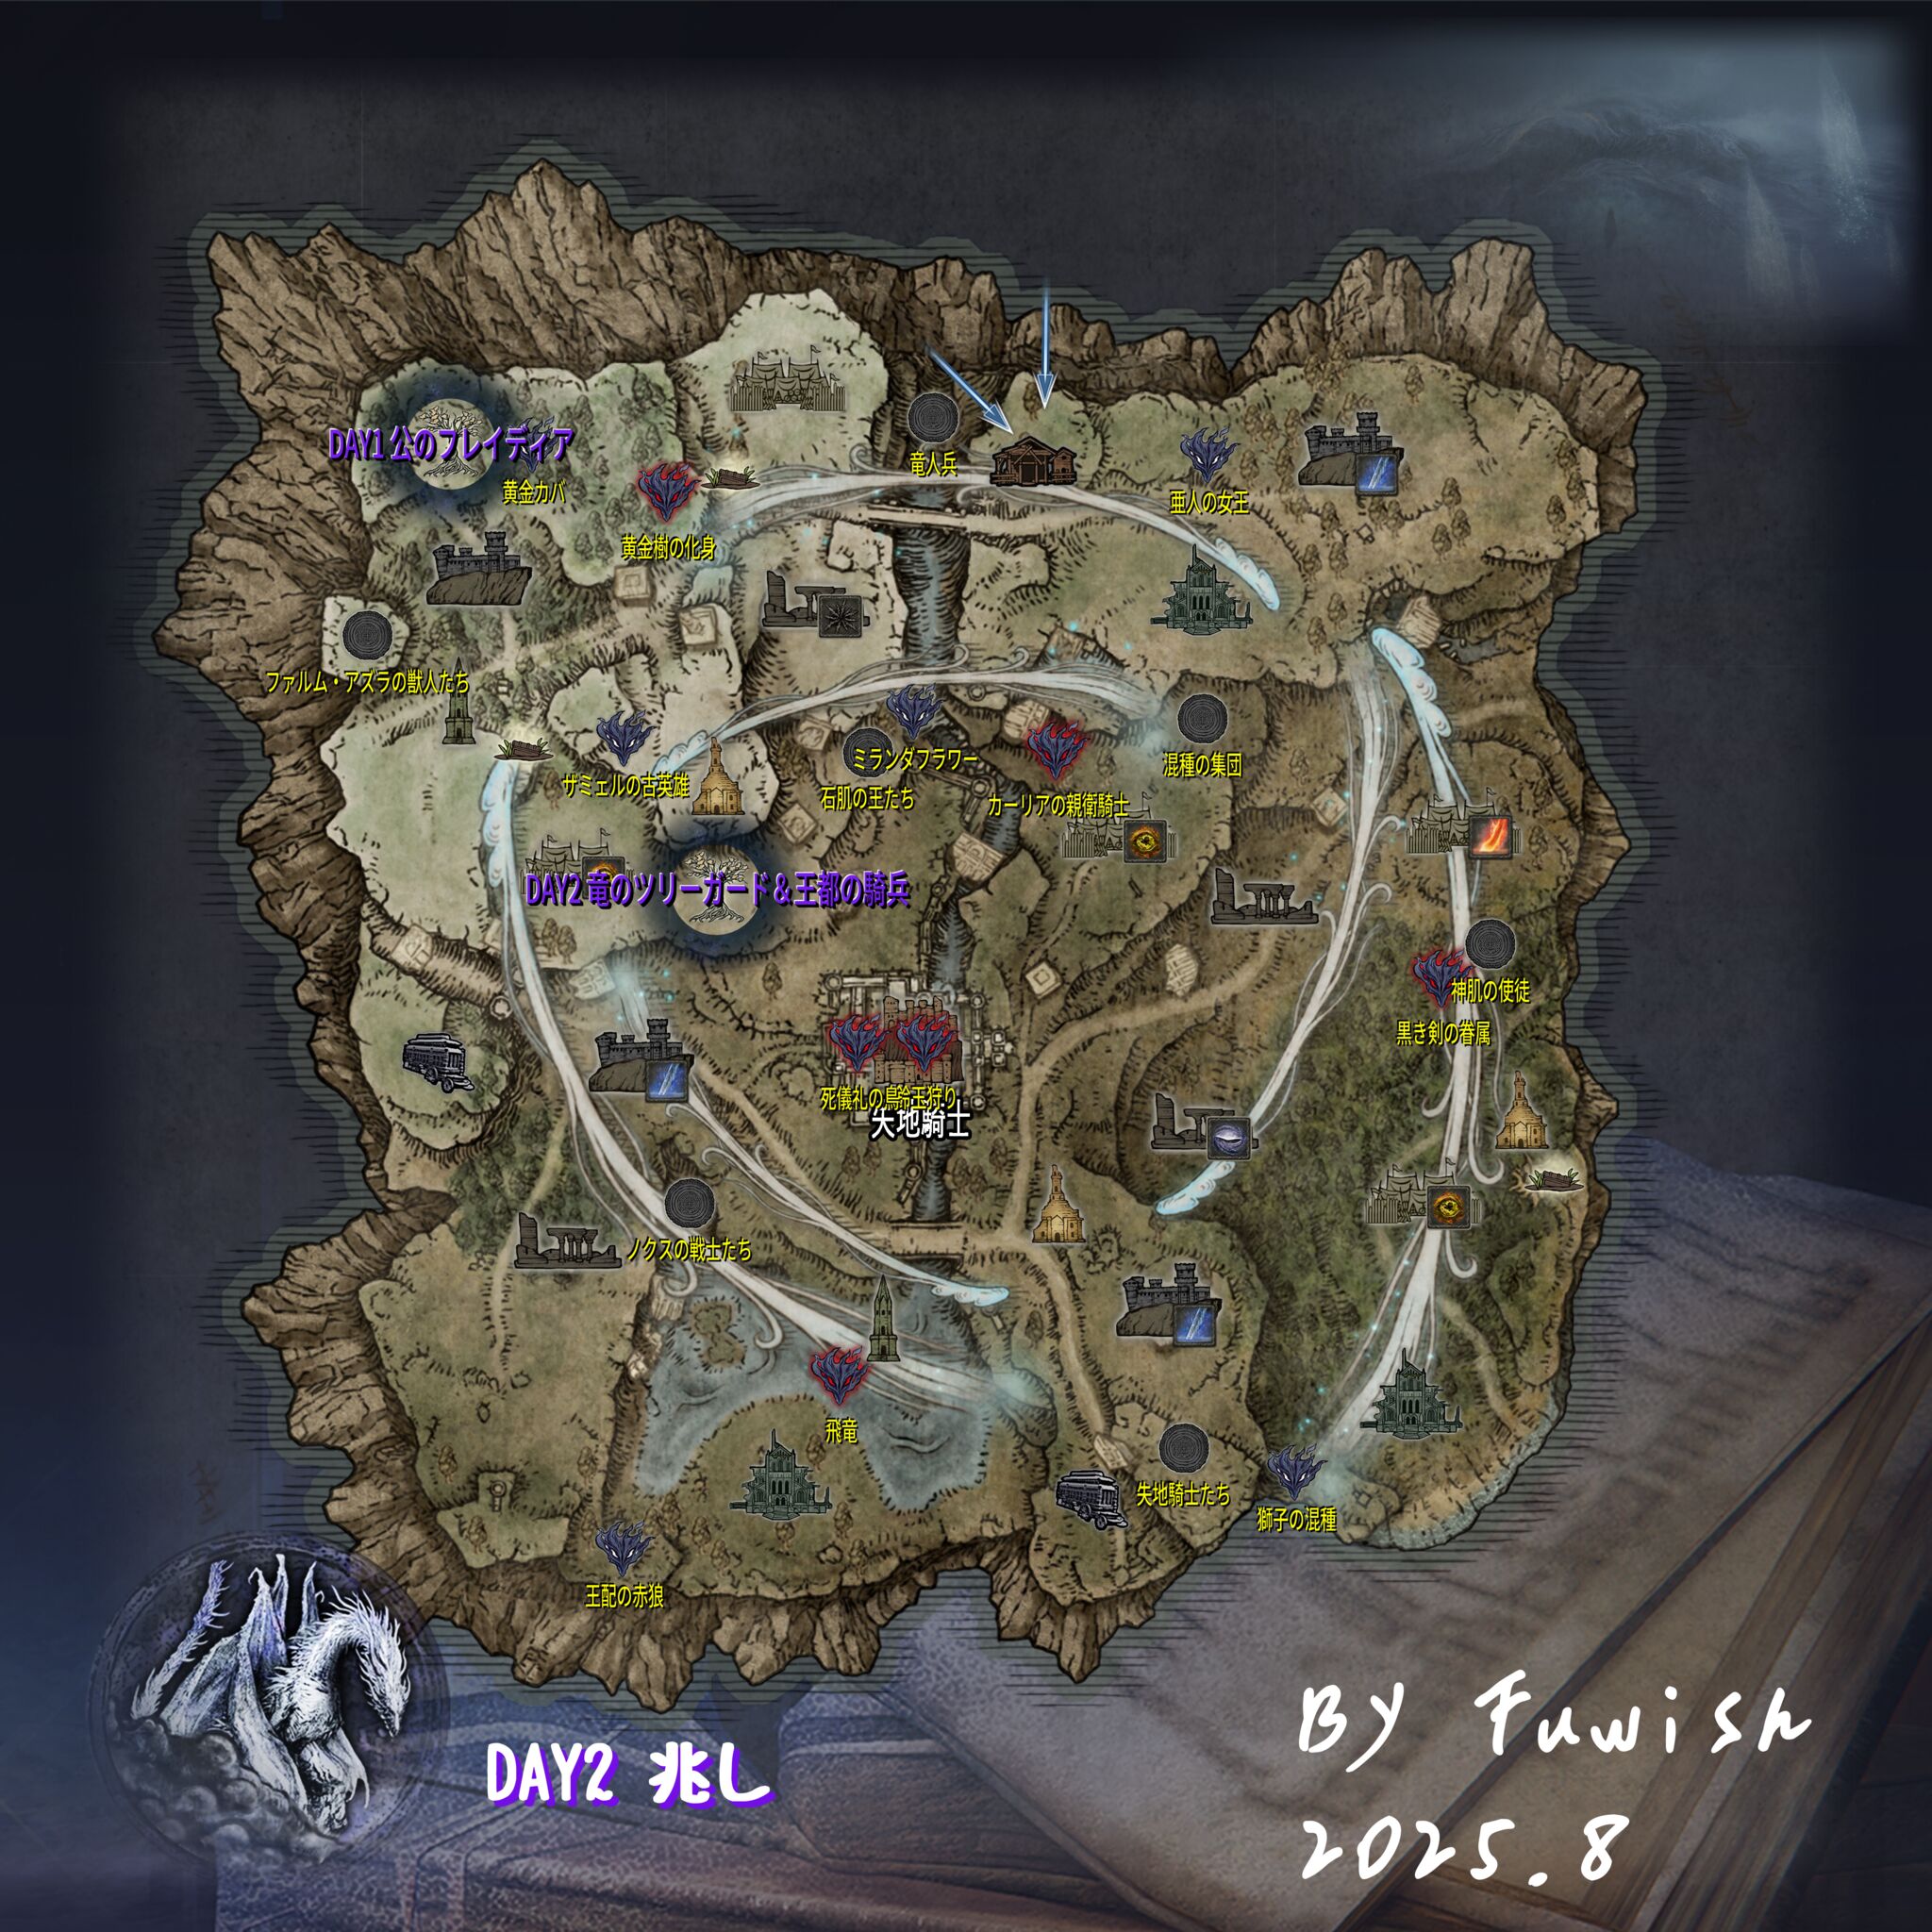 DAY1 公のフレイディア
黄金カバ
黄金樹の化身
竜人兵
亜人の女王
ファルム・アズラの獣人たち
ザミェルの古英雄
ミランダフラワー
石肌の王たち
カーリアの親衛騎士
混種の集団
DAY2 竜のツリーガード＆王都の騎兵
神肌の使徒
黒き剣の眷属
死儀礼の鳥
鈴玉狩り
失地騎士
ノクスの戦士たち
飛竜
失地騎士たち
獅子の混種
王配の赤狼
DAY2 兆し
By Fuwish
2025.8